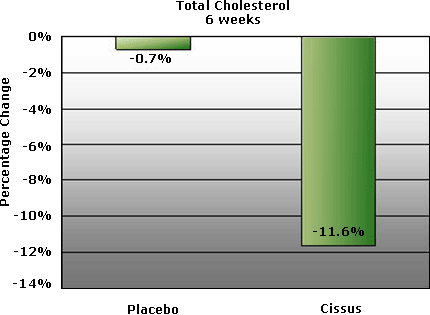 Total Cholesterol
6 weeks
Percentage Change
0%
-2%
-4%
-6%
-8%
-10%
-12%
-14%
-0.7%
-11.6%
Placebo
Cissus